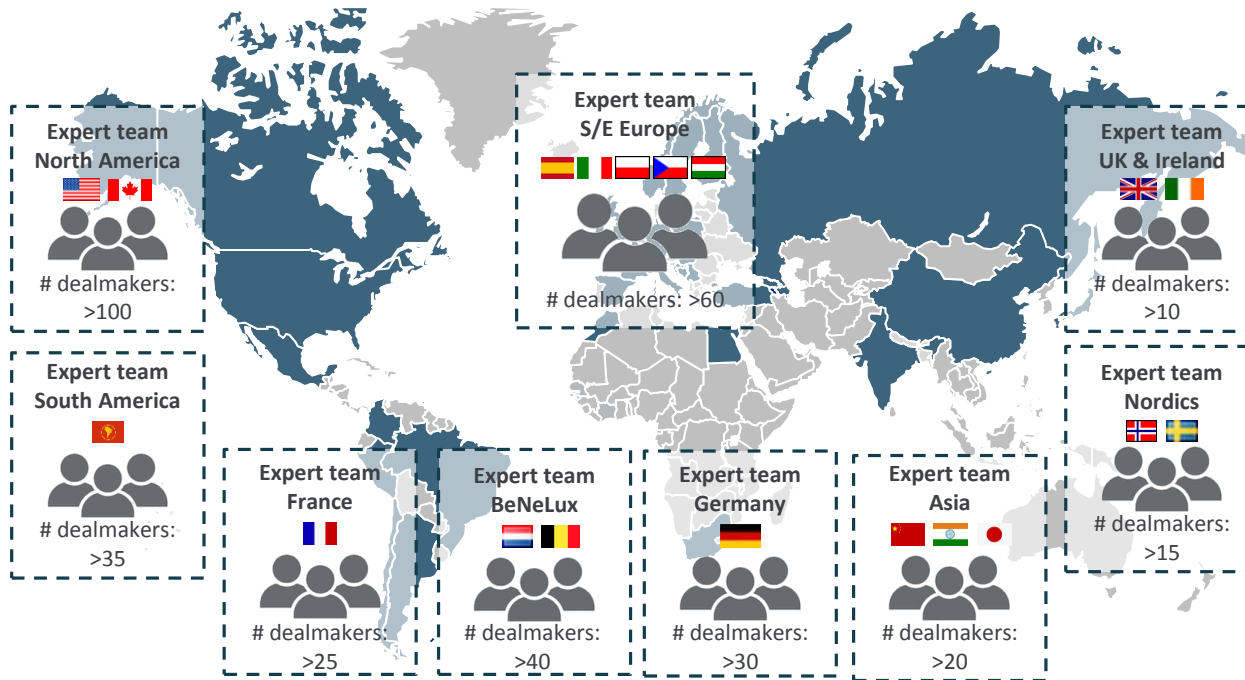 Expert team
North America
# dealmakers:
>100
Expert team
S/E Europe
# dealmakers: >60
Expert team
UK & Ireland
# dealmakers:
>10
Expert team
South America
# dealmakers:
>35
Expert team
Nordics
# dealmakers:
>15
Expert team
France
# dealmakers:
>25
Expert team
BeNeLux
# dealmakers:
>40
Expert team
Germany
# dealmakers:
>30
Expert team
Asia
# dealmakers:
>20